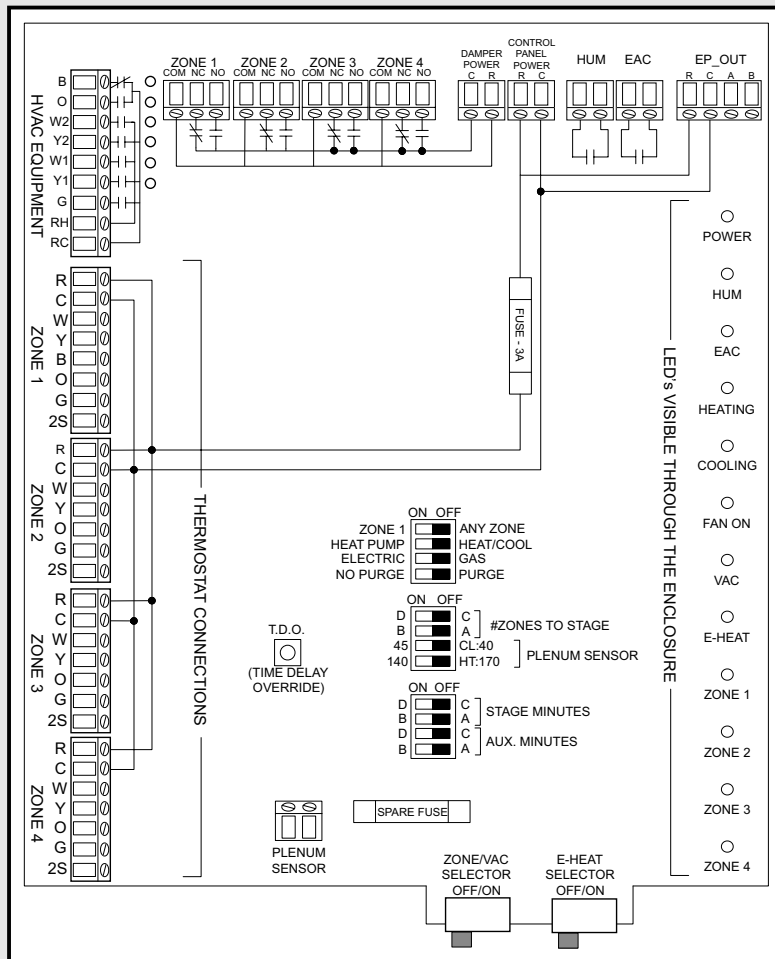 ZONE 1 ZONE 2 ZONE 3 ZONE 4
COM NC NO COM NC NO COM NC NO COM NC NO
DAMPER
POWER
C R
CONTROL
PANEL
POWER
R C
HUM EAC EP_OUT
R C A B
HVAC EQUIPMENT
B
O
W2
Y2
W1
Y1
G
RH
RC
ZONE 1
R
C
W
Y
B
O
G
2S
ZONE 2
R
C
W
Y
O
G
2S
ZONE 3
R
C
W
Y
O
G
2S
ZONE 4
R
C
W
Y
O
G
2S
THERMOSTAT CONNECTIONS
FUSE - 3A
ON OFF
ZONE 1 ANY ZONE
HEAT PUMP HEAT/COOL
ELECTRIC GAS
NO PURGE PURGE
ON OFF
D C
B A
#ZONES TO STAGE
45 CL:40
140 HT:170
PLENUM SENSOR
ON OFF
D C
B A
STAGE MINUTES
D C
B A
AUX. MINUTES
T.D.O.
(TIME DELAY
OVERRIDE)
PLENUM
SENSOR
SPARE FUSE
ZONE/VAC
SELECTOR
OFF/ON
E-HEAT
SELECTOR
OFF/ON
LED's VISIBLE THROUGH THE ENCLOSURE
POWER
HUM
EAC
HEATING
COOLING
FAN ON
VAC
E-HEAT
ZONE 1
ZONE 2
ZONE 3
ZONE 4